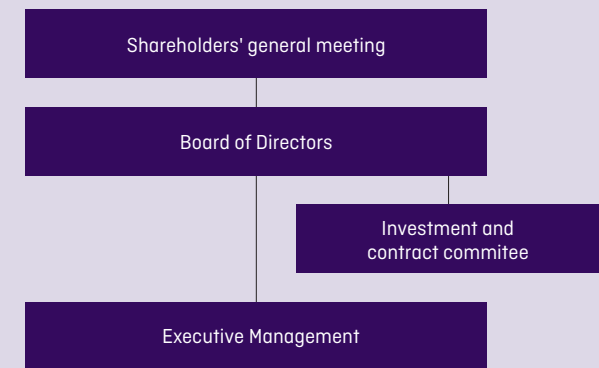 Shareholders' general meeting
Board of Directors
Investment and
contract commitee
Executive Management